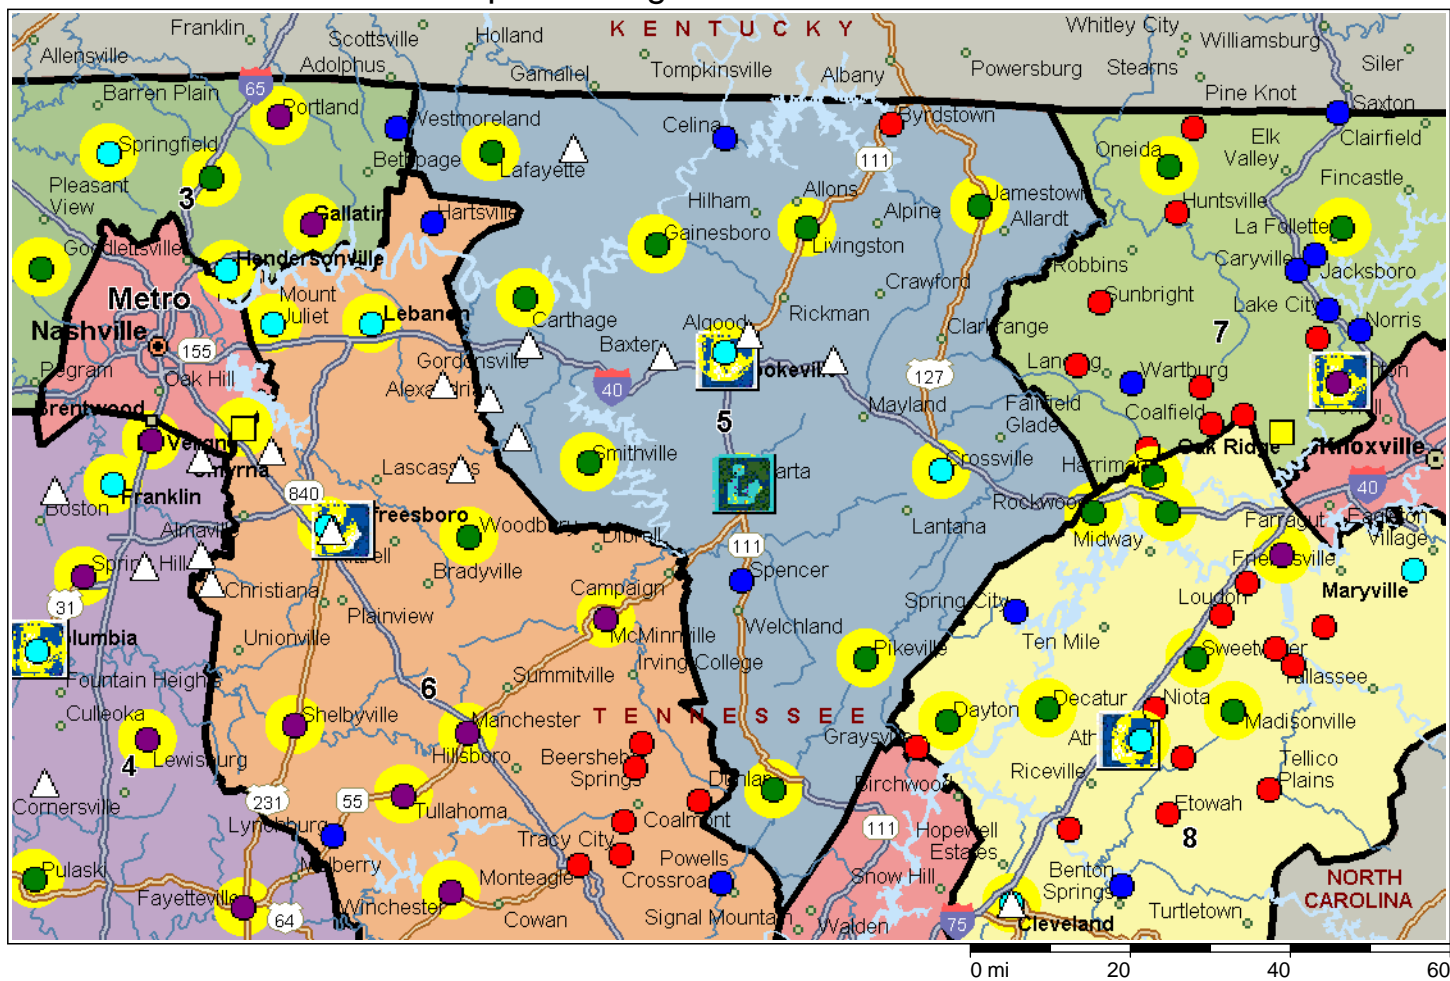 KENTUCKY
Franklin
Scottsville
Holland
Whitley City
Williamsburg
Allensville
Adolphus
Gamaliel
Tompkinsville
Albany
Powersburg
Stearns
Siler
65
Barren Plain
Portland
Pine Knot
Saxton
Westmoreland
Celina
Byrdstown
Clairfield
Springfield
Bethpage
Lafayette
111
Oneida
Elk
Valley
Pleasant
View
3
Gallatin
Hartsville
Hilham
Allons
Jamestown
Fincastle
Alpine
Allardt
Huntsville
La Follette
Goodlettsville
Hendersonville
Gainesboro
Livingston
Robbins
Caryville
Jacksboro
Metro
Nashville
Mount
Juliet
Lebanon
Carthage
Crawford
Sunbright
Lake City
Rickman
Algood
Clarkrange
7
Norris
155
Baxter
Gordonsville
Pegram
Oak Hill
Alexandria
40
127
Wartburg
Brentwood
5
Mayland
Fairfield
Glade
Coalfield
Smithville
Crossville
Harriman
Oak Ridge
Knoxville
Franklin
Smyrna
Lascassas
40
Boston
840
Rockwood
Almaville
Woodbury
Lantana
Midway
Farragut
Eagleton
Village
Dibrell
111
Friendsville
Spring Hill
Bradyville
Spencer
Maryville
31
Christiana
Plainview
Campaign
Spring City
Loudon
Unionville
McMinnville
Welchland
Ten Mile
Irving College
Pikeville
Sweetwater
Fountain Heights
Summitville
6
Tallassee
Culleoka
Shelbyville
Manchester
TENNESSEE
Dayton
Decatur
Niota
Madisonville
Lewisburg
4
Hillsboro
Beersheba
Springs
Graysville
Tellico
Plains
Cornersville
231
55
Tullahoma
Dunlap
Birchwood
Riceville
Etowah
Lynchburg
Coalmont
111
Hopewell
Estates
8
Tracy City
Mulberry
Pulaski
Fayetteville
Winchester
Monteagle
Powells
Snow Hill
Benton
Springs
NORTH
CAROLINA
64
Cowan
Signal Mountain
Walden
75
Cleveland
Turtletown
0 mi
20
40
60